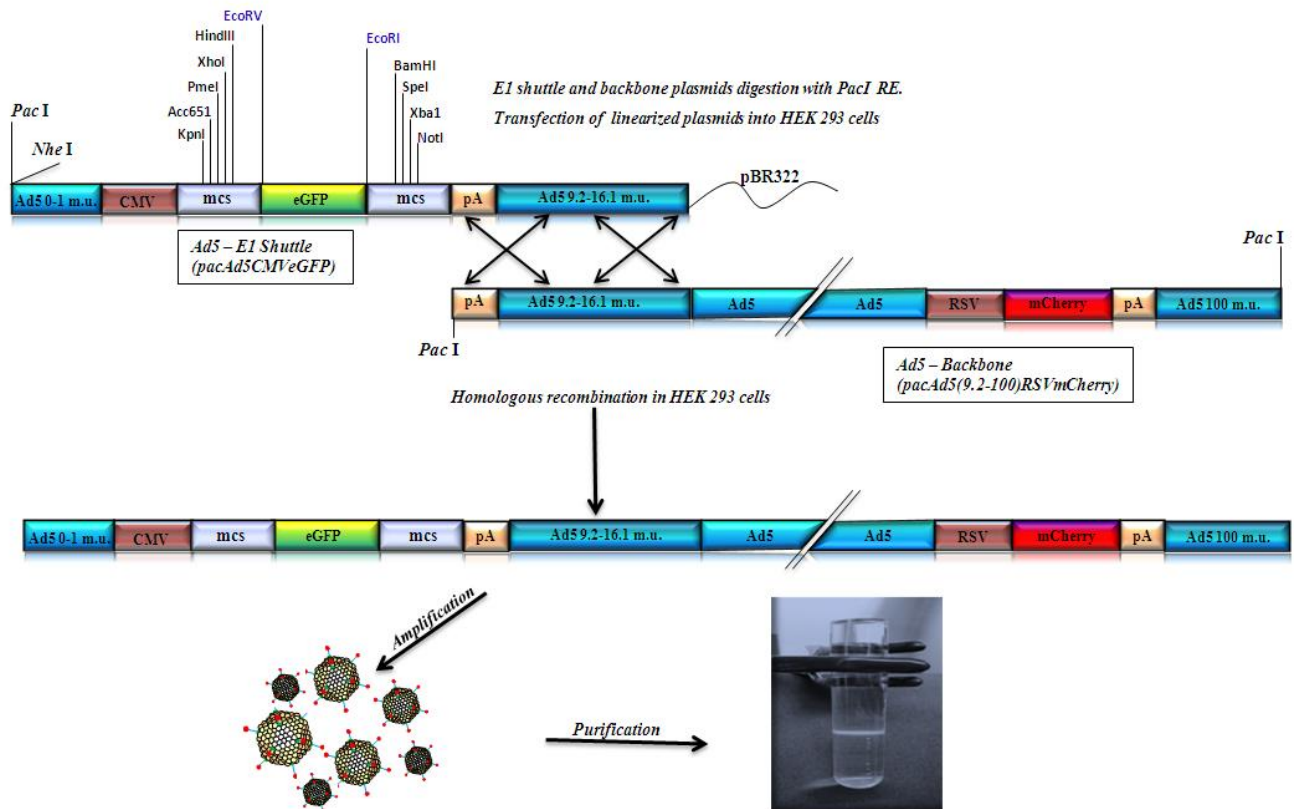 EcoRV
HindIII
EcoRI
XhoI
BamHI
PmeI
SpeI
E1 shuttle and backbone plasmids digestion with PacI RE.
Pac I
Acc651
Xba1
Transfection of linearized plasmids into HEK 293 cells
KpnI
NotI
Nhe I
pBR322
Ad5 0-1 m.u.
CMV
mcs
eGFP
mcs
pA
Ad5 9.2-16.1 m.u.
Ad5 – E1 Shuttle
(pacAd5CMVeGFP)
Pac I
pA
Ad5 9.2-16.1 m.u.
Ad5
Ad5
RSV
mCherry
pA
Ad5 100 m.u.
Pac I
Ad5 – Backbone
(pacAd5(9.2-100)RSVmCherry)
Homologous recombination in HEK 293 cells
Ad5 0-1 m.u.
CMV
mcs
eGFP
mcs
pA
Ad5 9.2-16.1 m.u.
Ad5
Ad5
RSV
mCherry
pA
Ad5 100 m.u.
Amplification
Purification